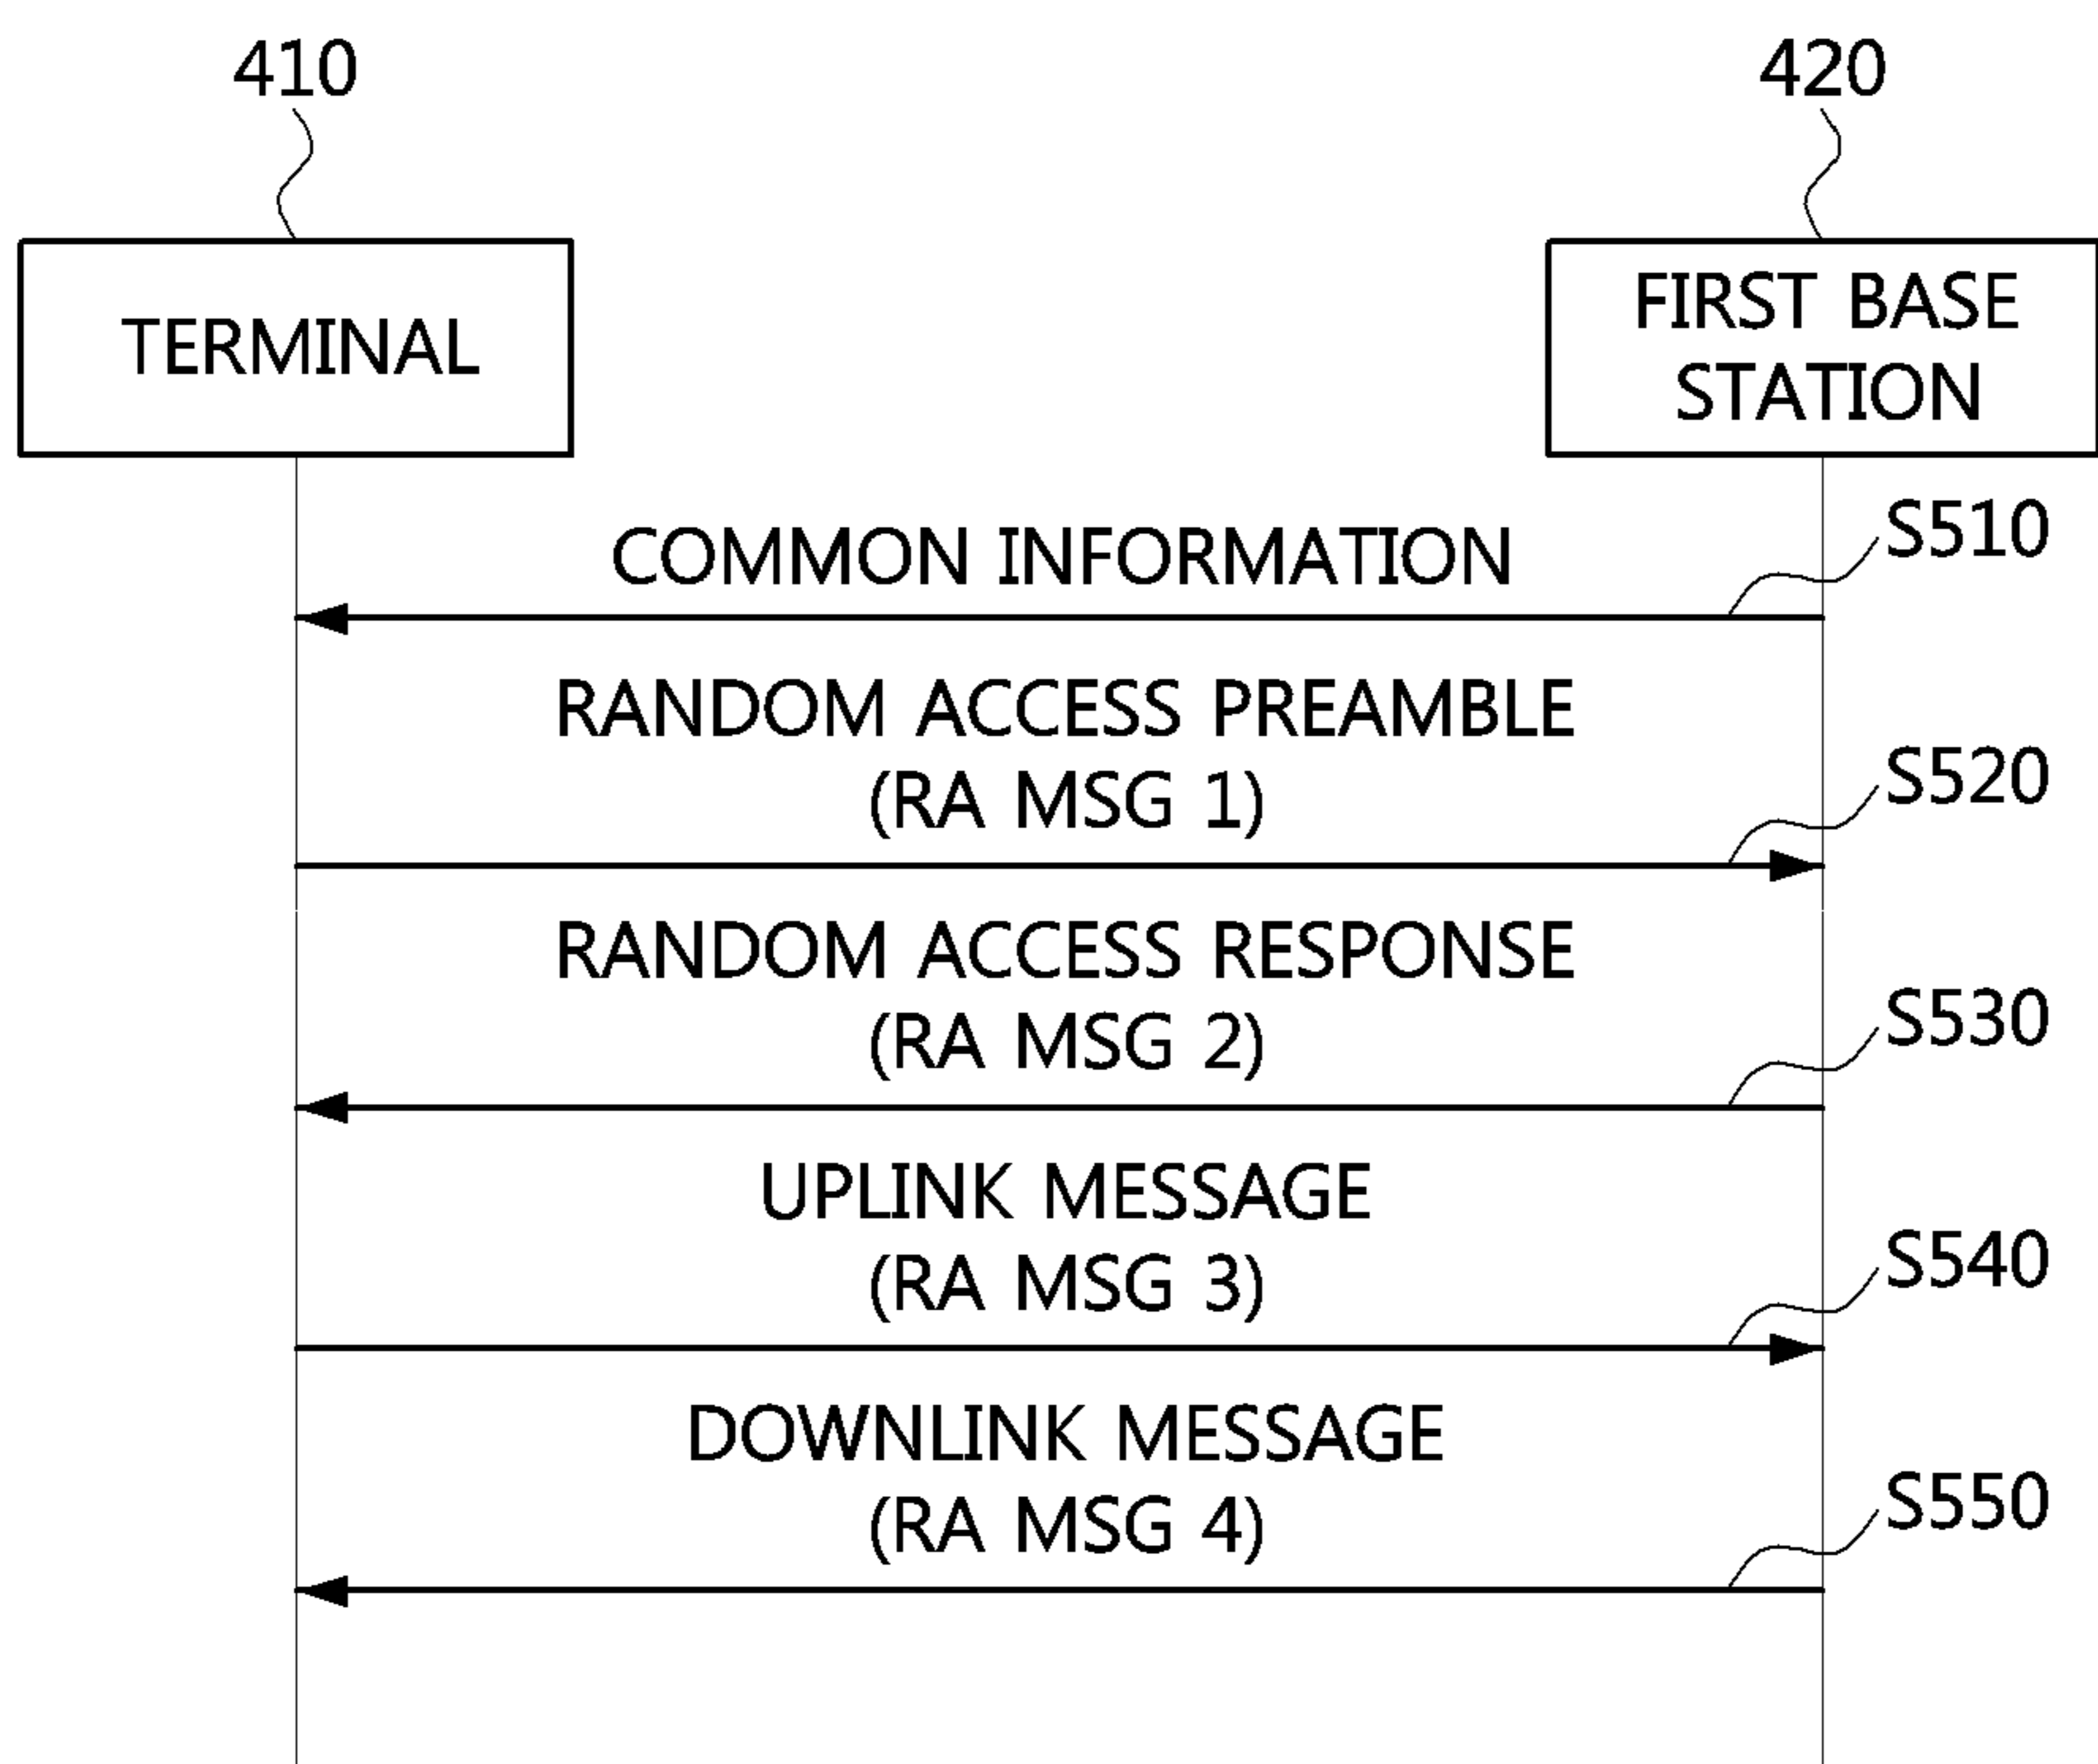 410
420
TERMINAL
FIRST BASE
STATION
COMMON INFORMATION
S510
RANDOM ACCESS PREAMBLE
(RA MSG 1)
S520
RANDOM ACCESS RESPONSE
(RA MSG 2)
S530
UPLINK MESSAGE
(RA MSG 3)
S540
DOWNLINK MESSAGE
(RA MSG 4)
S550